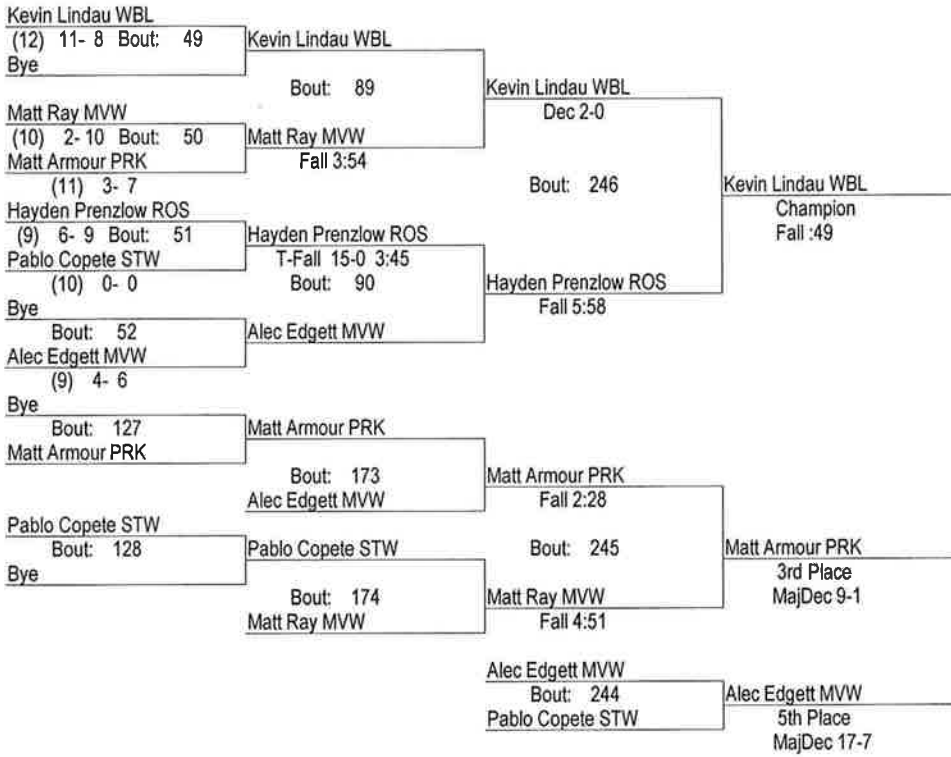 Kevin Lindau WBL
(12) 11- 8 Bout: 49
Bye
Kevin Lindau WBL
Bout: 89
Matt Ray MVW
(10) 2- 10 Bout: 50
Matt Armour PRK
(11) 3- 7
Matt Ray MVW
Fall 3:54
Kevin Lindau WBL
Dec 2-0
Bout: 246
Hayden Prenzlow ROS
(9) 6- 9 Bout: 51
Pablo Copete STW
(10) 0- 0
Hayden Prenzlow ROS
T-Fall 15-0 3:45
Bout: 90
Bye
Bout: 52
Alec Edgett MVW
(9) 4- 6
Alec Edgett MVW
Hayden Prenzlow ROS
Fall 5:58
Kevin Lindau WBL
Champion
Fall :49
Bye
Bout: 127
Matt Armour PRK
Matt Armour PRK
Bout: 173
Alec Edgett MVW
Matt Armour PRK
Fall 2:28
Bout: 245
Pablo Copete STW
Bout: 128
Bye
Pablo Copete STW
Bout: 174
Matt Ray MVW
Matt Ray MVW
Fall 4:51
Matt Armour PRK
3rd Place
MajDec 9-1
Alec Edgett MVW
Bout: 244
Pablo Copete STW
Alec Edgett MVW
5th Place
MajDec 17-7